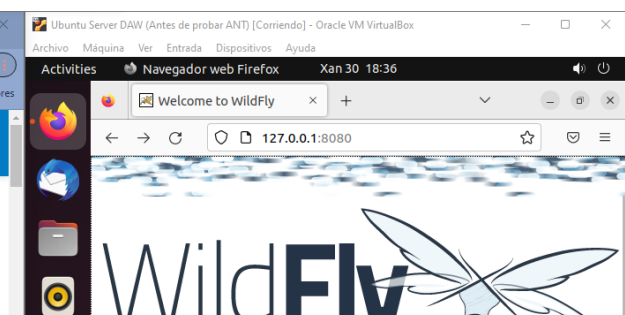 Ubuntu Server DAW (Antes de probar ANT) [Corriendo] - Oracle VM VirtualBox
Archivo Máquina Ver Entrada Dispositivos Ayuda
res
Activities Navegador web Firefox Xan 30 18:36
Welcome to WildFly
127.0.0.1:8080
WildFly